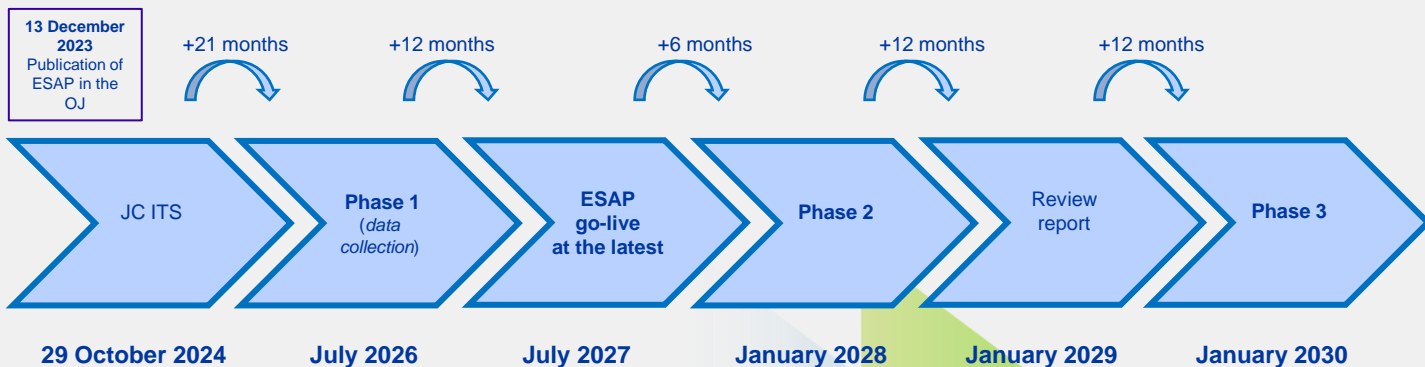 13 December
2023
Publication of
ESAP in the
OJ
+21 months
+12 months
+6 months
+12 months
+12 months
JC ITS
Phase 1
(data
collection)
ESAP
go-live
at the latest
Phase 2
Review
report
Phase 3
29 October 2024
July 2026
July 2027
January 2028
January 2029
January 2030